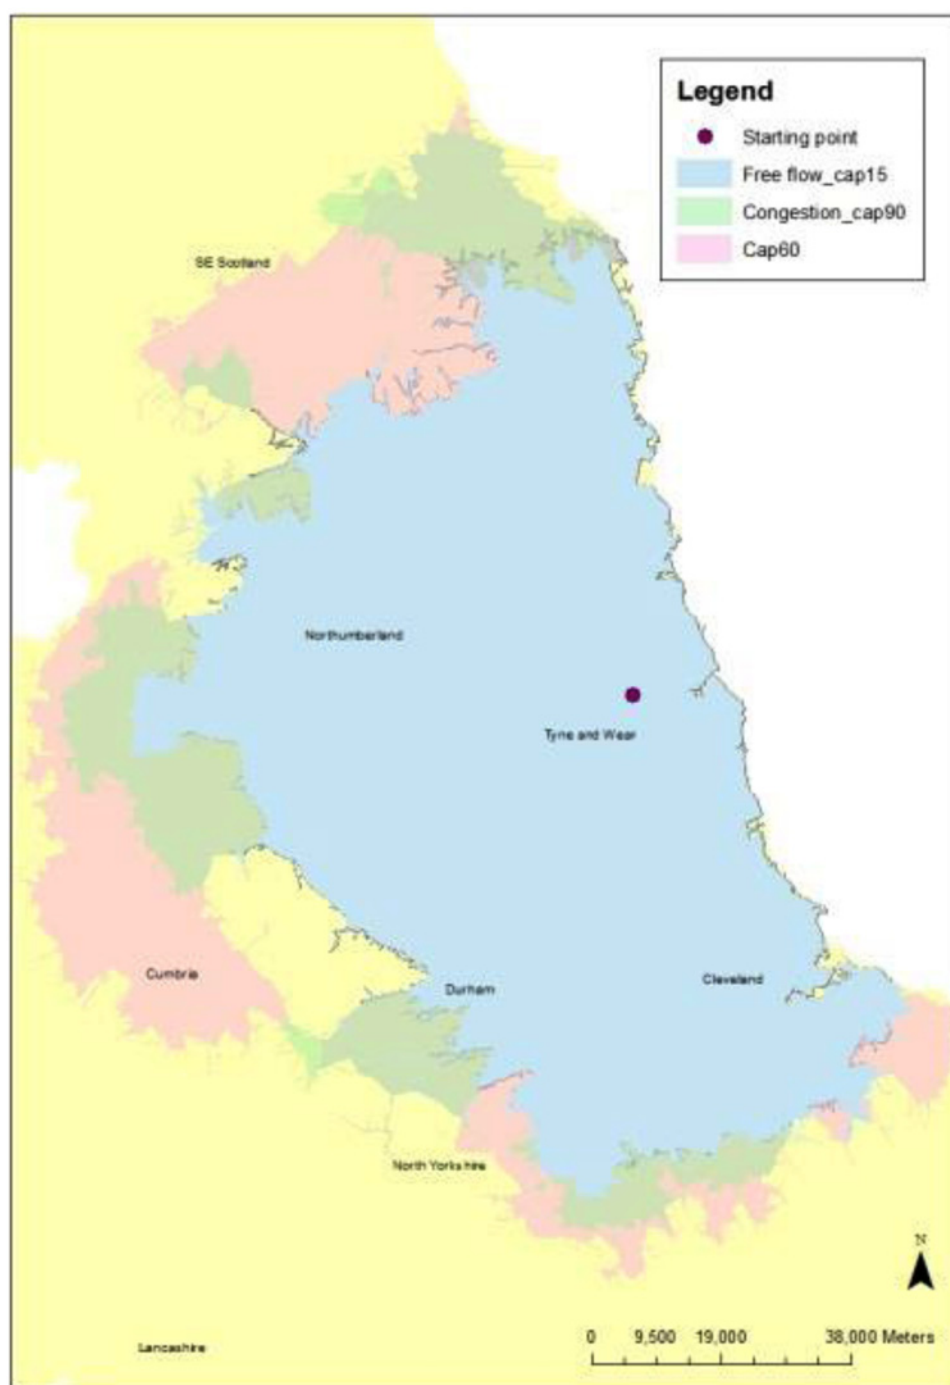 Legend
Starting point
Free flow_cap15
Congestion_cap90
Cap60
SE Scotland
Northumberland
Tyne and Wear
Cumbria
Durham
Cleveland
North Yorkshire
N
0 9,500 19,000 38,000 Meters
Lancashire